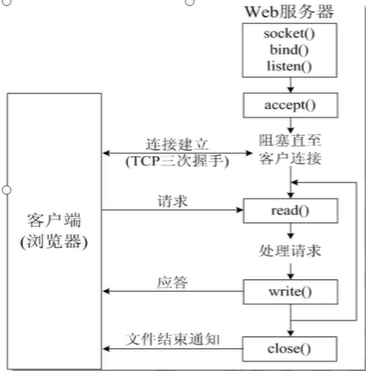 Web服务器
socket()
bind()
listen()
accept()
连接建立
(TCP三次握手)
阻塞直至
客户连接
请求
read()
客户端
(浏览器)
处理请求
应答
write()
文件结束通知
close()